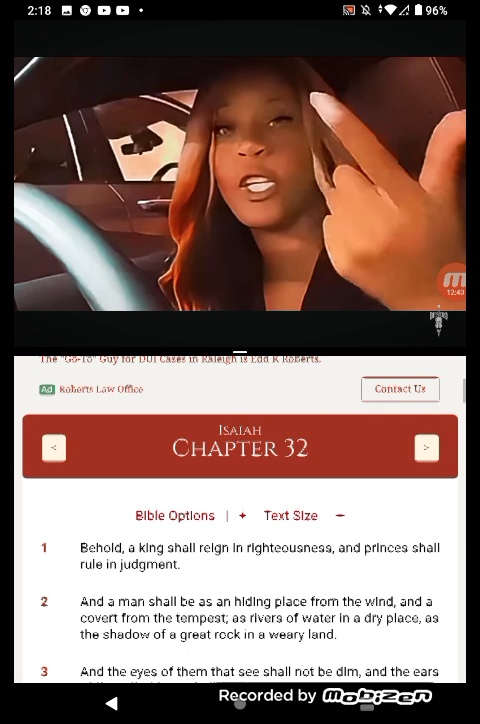 2:18
96%
12:43
The "Go-To" Guy for DUI Cases in Raleigh is Edd K Roberts.
Ad Roberts Law Office
Contact Us
Isaiah
< Chapter 32 >
Bible Options | + Text Size –
1 Behold, a king shall reign in righteousness, and princes shall
rule in judgment.
2 And a man shall be as an hiding place from the wind, and a
covert from the tempest; as rivers of water in a dry place, as
the shadow of a great rock in a weary land.
3 And the eyes of them that see shall not be dim, and the ears
Recorded by Mobizen